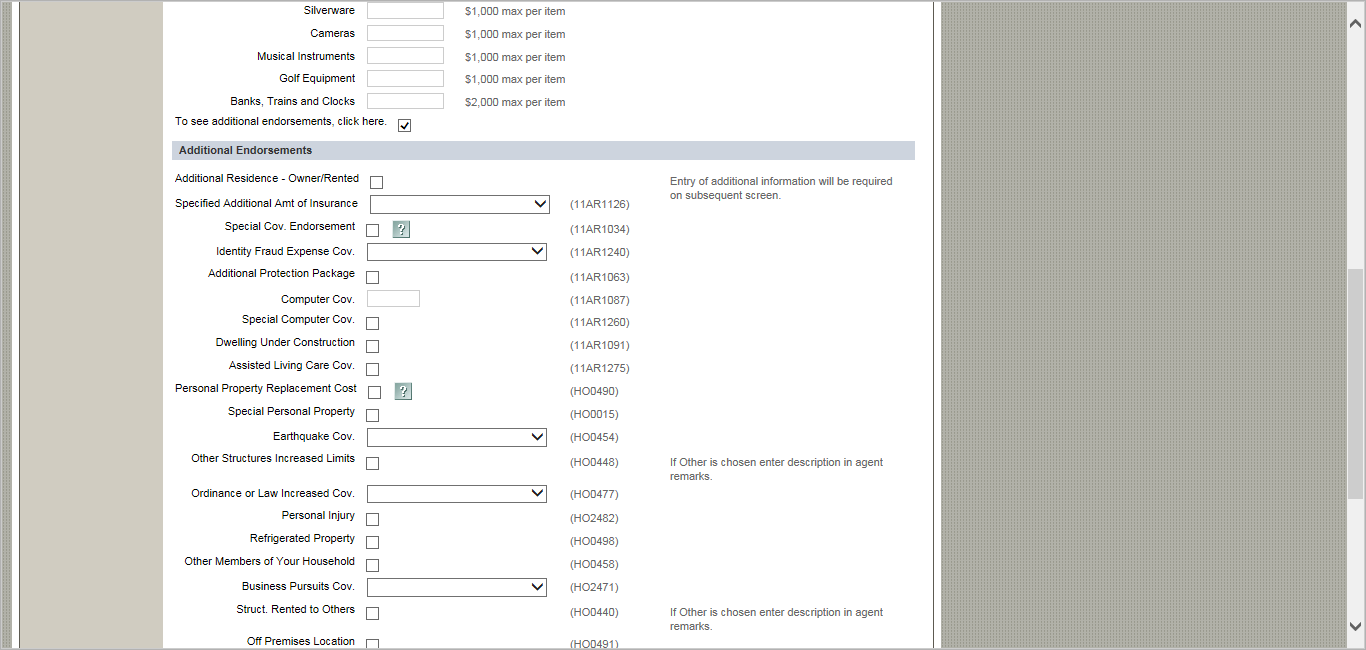 Silverware $1,000 max per item
Cameras $1,000 max per item
Musical Instruments $1,000 max per item
Golf Equipment $1,000 max per item
Banks, Trains and Clocks $2,000 max per item
To see additional endorsements, click here.
Additional Endorsements
Additional Residence - Owner/Rented Entry of additional information will be required
on subsequent screen.
Specified Additional Amt of Insurance (11AR1126)
Special Cov. Endorsement ? (11AR1034)
Identity Fraud Expense Cov. (11AR1240)
Additional Protection Package (11AR1063)
Computer Cov. (11AR1087)
Special Computer Cov. (11AR1260)
Dwelling Under Construction (11AR1091)
Assisted Living Care Cov. (11AR1275)
Personal Property Replacement Cost ? (HO0490)
Special Personal Property (HO0015)
Earthquake Cov. (HO0454)
Other Structures Increased Limits (HO0448) If Other is chosen enter description in agent
remarks.
Ordinance or Law Increased Cov. (HO0477)
Personal Injury (HO2482)
Refrigerated Property (HO0498)
Other Members of Your Household (HO0458)
Business Pursuits Cov. (HO2471)
Struct. Rented to Others (HO0440) If Other is chosen enter description in agent
remarks.
Off Premises Location (HO0491)